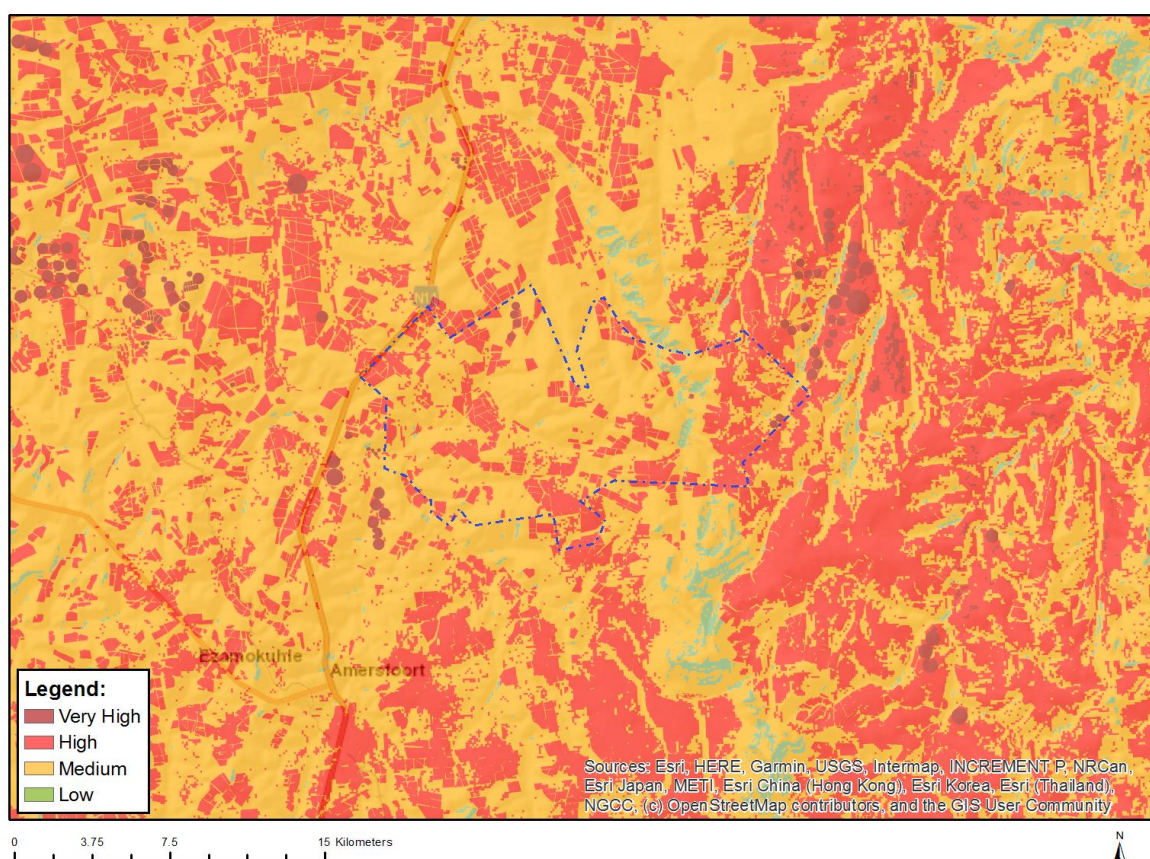 N11
Ezamokuhle
Amersfoort
Legend:
Very High
High
Medium
Low
Sources: Esri, HERE, Garmin, USGS, Intermap, INCREMENT P, NRCan,
Esri Japan, METI, Esri China (Hong Kong), Esri Korea, Esri (Thailand),
NGCC, (c) OpenStreetMap contributors, and the GIS User Community
0 3.75 7.5 15 Kilometers
N